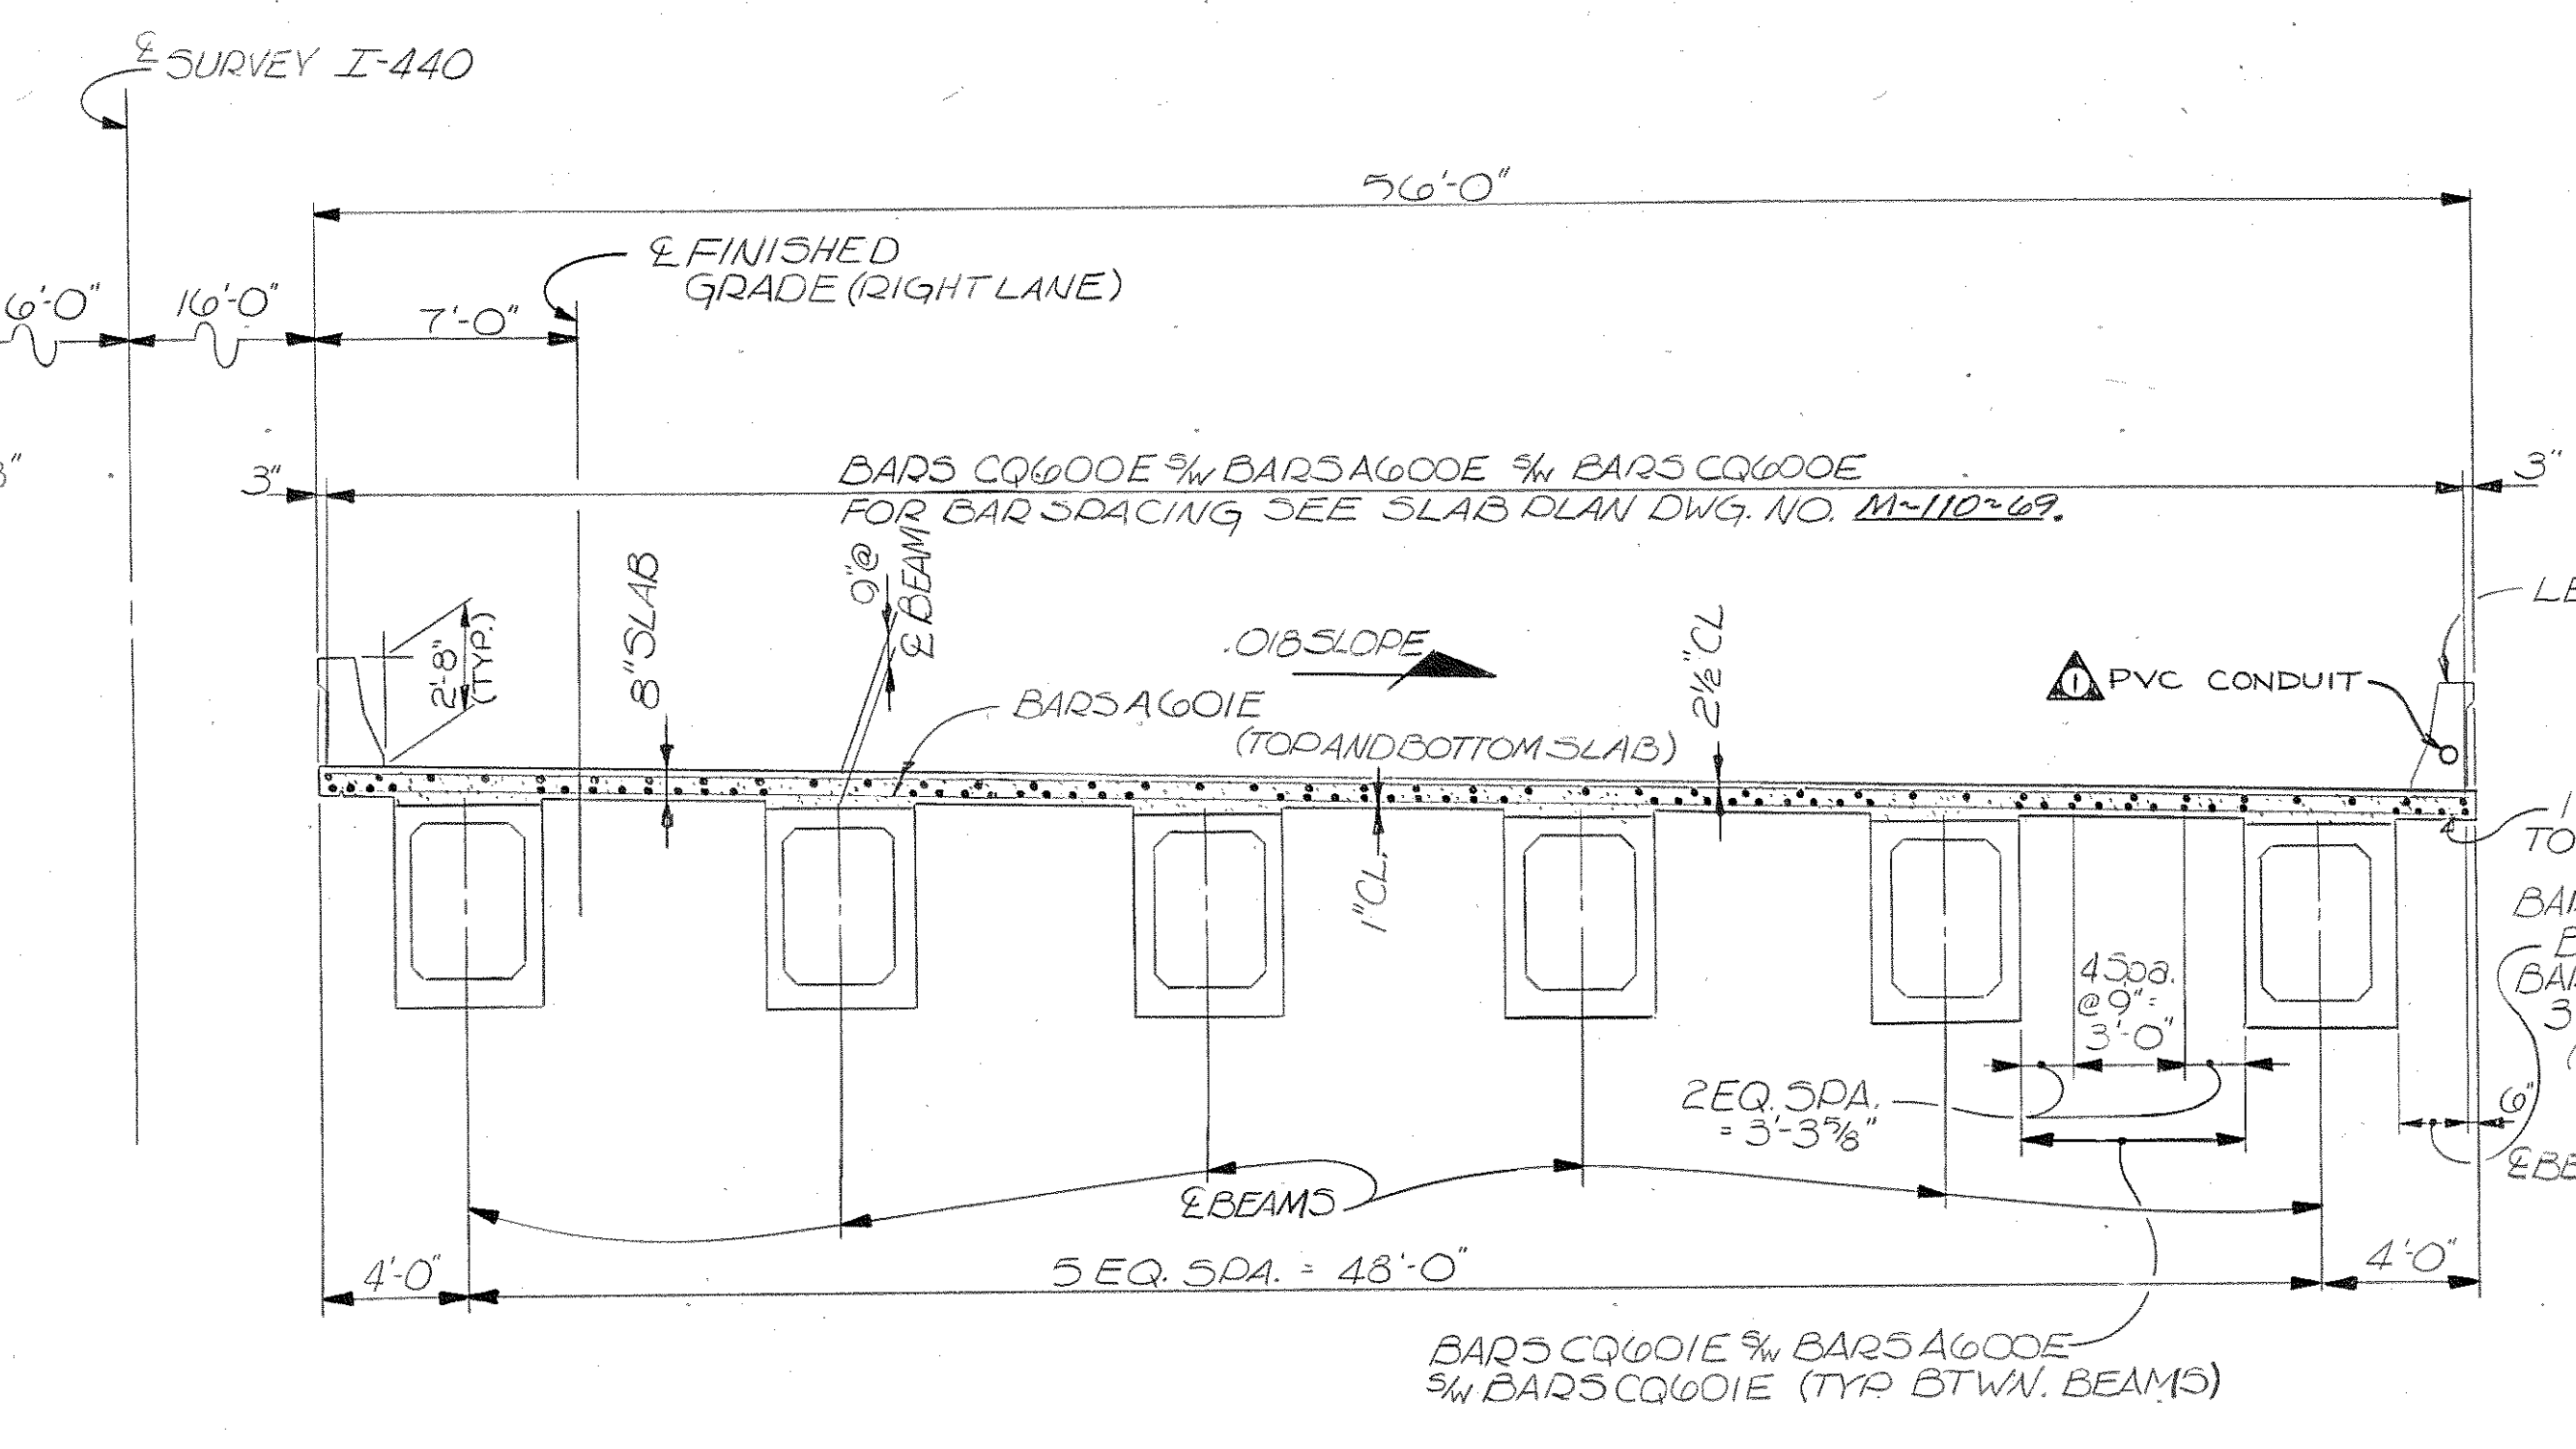 ℄ SURVEY I-440
56'-0"
℄ FINISHED
GRADE (RIGHT LANE)
6'-0"
16'-0"
7'-0"
3"
BARS CQ600E S/W BARS A600E S/W BARS CQ600E
3"
FOR BAR SPACING SEE SLAB PLAN DWG. NO. M-110-69.
8" SLAB
9" @
℄ BEAM
2'-8"
(TYP.)
.018 SLOPE
2½" CL
1 PVC CONDUIT
BARS A601E
(TOP AND BOTTOM SLAB)
1" CL.
4 Spa.
@ 9" =
3'-0"
2 EQ. SPA.
= 3'-3 5/8"
6"
℄ BEAMS
4'-0"
5 EQ. SPA. = 48'-0"
4'-0"
BARS CQ601E S/W BARS A600E
S/W BARS CQ601E (TYP. BTWN. BEAMS)